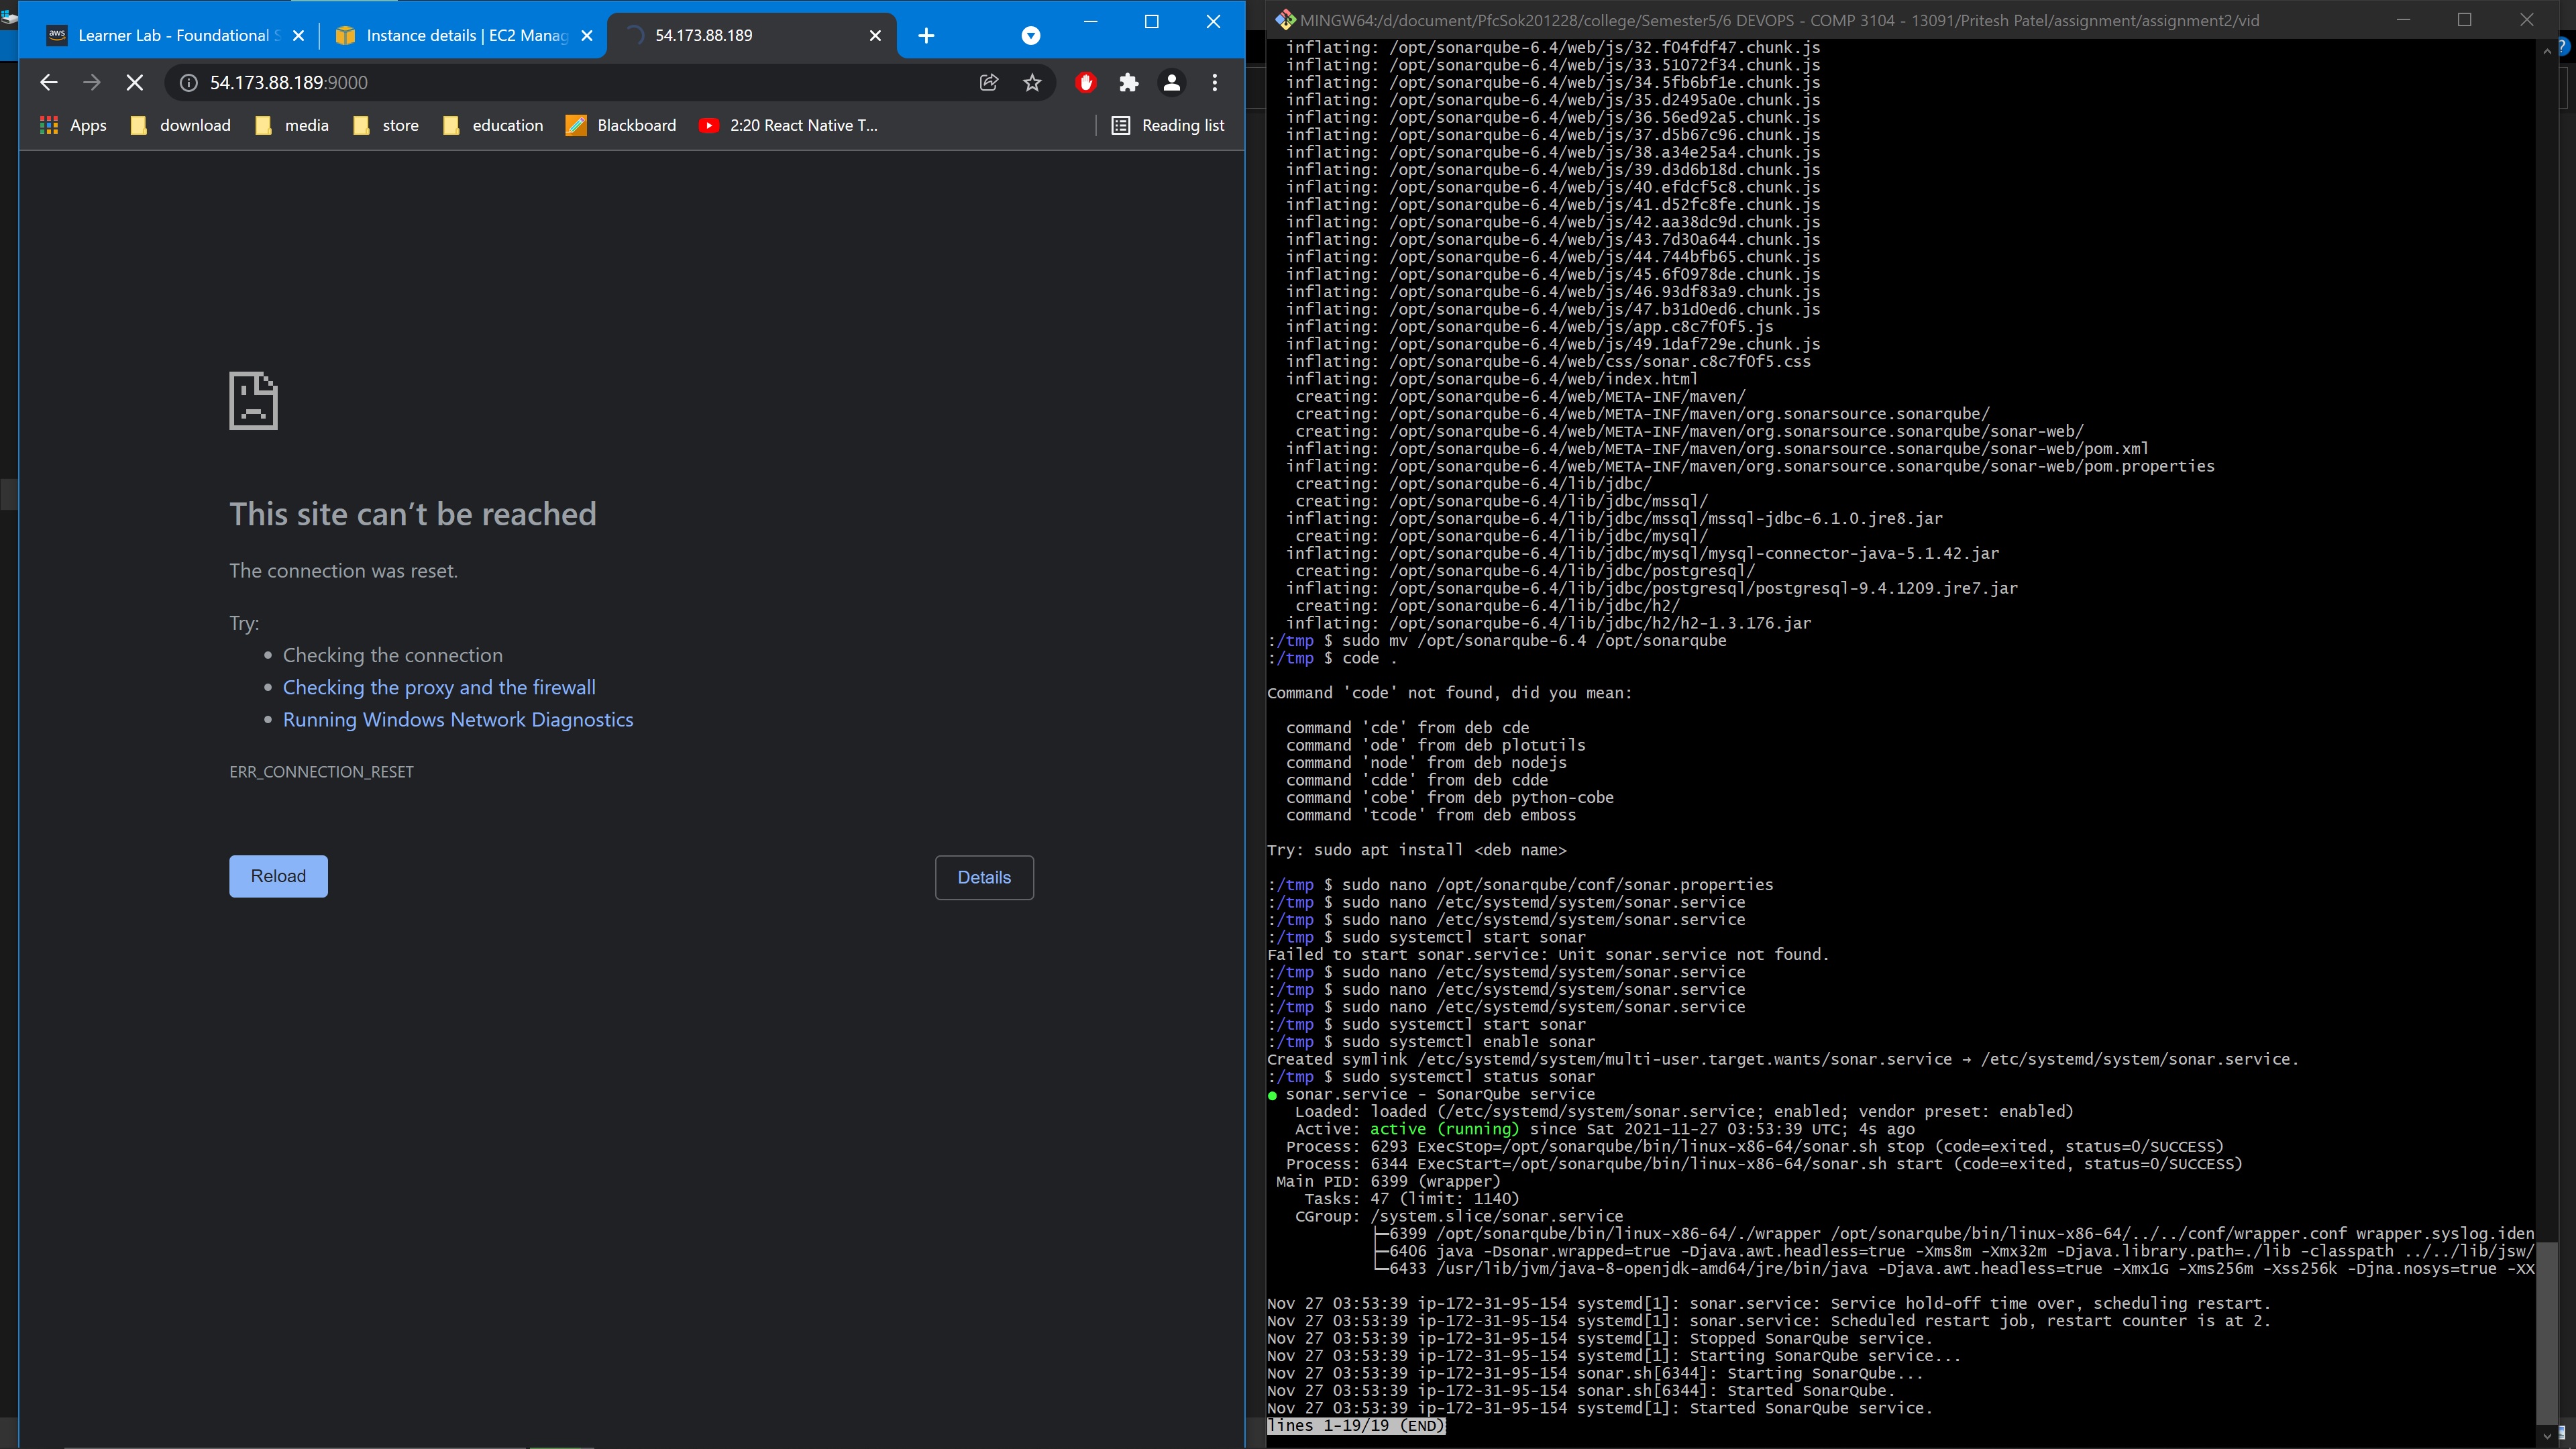 Learner Lab - Foundational S
Instance details | EC2 Manag
54.173.88.189
54.173.88.189:9000
Apps
download
media
store
education
Blackboard
2:20 React Native T...
Reading list
This site can’t be reached
The connection was reset.
Try:
Checking the connection
Checking the proxy and the firewall
Running Windows Network Diagnostics
ERR_CONNECTION_RESET
Reload
Details
MINGW64:/d/document/PfcSok201228/college/Semester5/6 DEVOPS - COMP 3104 - 13091/Pritesh Patel/assignment/assignment2/vid
inflating: /opt/sonarqube-6.4/web/js/32.f04fdf47.chunk.js
inflating: /opt/sonarqube-6.4/web/js/33.51072f34.chunk.js
inflating: /opt/sonarqube-6.4/web/js/34.5fb6bf1e.chunk.js
inflating: /opt/sonarqube-6.4/web/js/35.d2495a0e.chunk.js
inflating: /opt/sonarqube-6.4/web/js/36.56ed92a5.chunk.js
inflating: /opt/sonarqube-6.4/web/js/37.d5b67c96.chunk.js
inflating: /opt/sonarqube-6.4/web/js/38.a34e25a4.chunk.js
inflating: /opt/sonarqube-6.4/web/js/39.d3d6b18d.chunk.js
inflating: /opt/sonarqube-6.4/web/js/40.efdcf5c8.chunk.js
inflating: /opt/sonarqube-6.4/web/js/41.d52fc8fe.chunk.js
inflating: /opt/sonarqube-6.4/web/js/42.aa38dc9d.chunk.js
inflating: /opt/sonarqube-6.4/web/js/43.7d30a644.chunk.js
inflating: /opt/sonarqube-6.4/web/js/44.744bfb65.chunk.js
inflating: /opt/sonarqube-6.4/web/js/45.6f0978de.chunk.js
inflating: /opt/sonarqube-6.4/web/js/46.93df83a9.chunk.js
inflating: /opt/sonarqube-6.4/web/js/47.b31d0ed6.chunk.js
inflating: /opt/sonarqube-6.4/web/js/app.c8c7f0f5.js
inflating: /opt/sonarqube-6.4/web/js/49.1daf729e.chunk.js
inflating: /opt/sonarqube-6.4/web/css/sonar.c8c7f0f5.css
inflating: /opt/sonarqube-6.4/web/index.html
creating: /opt/sonarqube-6.4/web/META-INF/maven/
creating: /opt/sonarqube-6.4/web/META-INF/maven/org.sonarsource.sonarqube/
creating: /opt/sonarqube-6.4/web/META-INF/maven/org.sonarsource.sonarqube/sonar-web/
inflating: /opt/sonarqube-6.4/web/META-INF/maven/org.sonarsource.sonarqube/sonar-web/pom.xml
inflating: /opt/sonarqube-6.4/web/META-INF/maven/org.sonarsource.sonarqube/sonar-web/pom.properties
creating: /opt/sonarqube-6.4/lib/jdbc/
creating: /opt/sonarqube-6.4/lib/jdbc/mssql/
inflating: /opt/sonarqube-6.4/lib/jdbc/mssql/mssql-jdbc-6.1.0.jre8.jar
creating: /opt/sonarqube-6.4/lib/jdbc/mysql/
inflating: /opt/sonarqube-6.4/lib/jdbc/mysql/mysql-connector-java-5.1.42.jar
creating: /opt/sonarqube-6.4/lib/jdbc/postgresql/
inflating: /opt/sonarqube-6.4/lib/jdbc/postgresql/postgresql-9.4.1209.jre7.jar
creating: /opt/sonarqube-6.4/lib/jdbc/h2/
inflating: /opt/sonarqube-6.4/lib/jdbc/h2/h2-1.3.176.jar
:/tmp $ sudo mv /opt/sonarqube-6.4 /opt/sonarqube
:/tmp $ code .
Command 'code' not found, did you mean:
command 'cde' from deb cde
command 'ode' from deb plotutils
command 'node' from deb nodejs
command 'cdde' from deb cdde
command 'cobe' from deb python-cobe
command 'tcode' from deb emboss
Try: sudo apt install <deb name>
:/tmp $ sudo nano /opt/sonarqube/conf/sonar.properties
:/tmp $ sudo nano /etc/systemd/system/sonar.service
:/tmp $ sudo nano /etc/systemd/system/sonar.service
:/tmp $ sudo systemctl start sonar
Failed to start sonar.service: Unit sonar.service not found.
:/tmp $ sudo nano /etc/systemd/system/sonar.service
:/tmp $ sudo nano /etc/systemd/system/sonar.service
:/tmp $ sudo nano /etc/systemd/system/sonar.service
:/tmp $ sudo systemctl start sonar
:/tmp $ sudo systemctl enable sonar
Created symlink /etc/systemd/system/multi-user.target.wants/sonar.service → /etc/systemd/system/sonar.service.
:/tmp $ sudo systemctl status sonar
● sonar.service - SonarQube service
Loaded: loaded (/etc/systemd/system/sonar.service; enabled; vendor preset: enabled)
Active: active (running) since Sat 2021-11-27 03:53:39 UTC; 4s ago
Process: 6293 ExecStop=/opt/sonarqube/bin/linux-x86-64/sonar.sh stop (code=exited, status=0/SUCCESS)
Process: 6344 ExecStart=/opt/sonarqube/bin/linux-x86-64/sonar.sh start (code=exited, status=0/SUCCESS)
Main PID: 6399 (wrapper)
Tasks: 47 (limit: 1140)
CGroup: /system.slice/sonar.service
├─6399 /opt/sonarqube/bin/linux-x86-64/./wrapper /opt/sonarqube/bin/linux-x86-64/../../conf/wrapper.conf wrapper.syslog.iden
├─6406 java -Dsonar.wrapped=true -Djava.awt.headless=true -Xms8m -Xmx32m -Djava.library.path=./lib -classpath ../../lib/jsw/
└─6433 /usr/lib/jvm/java-8-openjdk-amd64/jre/bin/java -Djava.awt.headless=true -Xmx1G -Xms256m -Xss256k -Djna.nosys=true -XX
Nov 27 03:53:39 ip-172-31-95-154 systemd[1]: sonar.service: Service hold-off time over, scheduling restart.
Nov 27 03:53:39 ip-172-31-95-154 systemd[1]: sonar.service: Scheduled restart job, restart counter is at 2.
Nov 27 03:53:39 ip-172-31-95-154 systemd[1]: Stopped SonarQube service.
Nov 27 03:53:39 ip-172-31-95-154 systemd[1]: Starting SonarQube service...
Nov 27 03:53:39 ip-172-31-95-154 sonar.sh[6344]: Starting SonarQube...
Nov 27 03:53:39 ip-172-31-95-154 sonar.sh[6344]: Started SonarQube.
Nov 27 03:53:39 ip-172-31-95-154 systemd[1]: Started SonarQube service.
lines 1-19/19 (END)